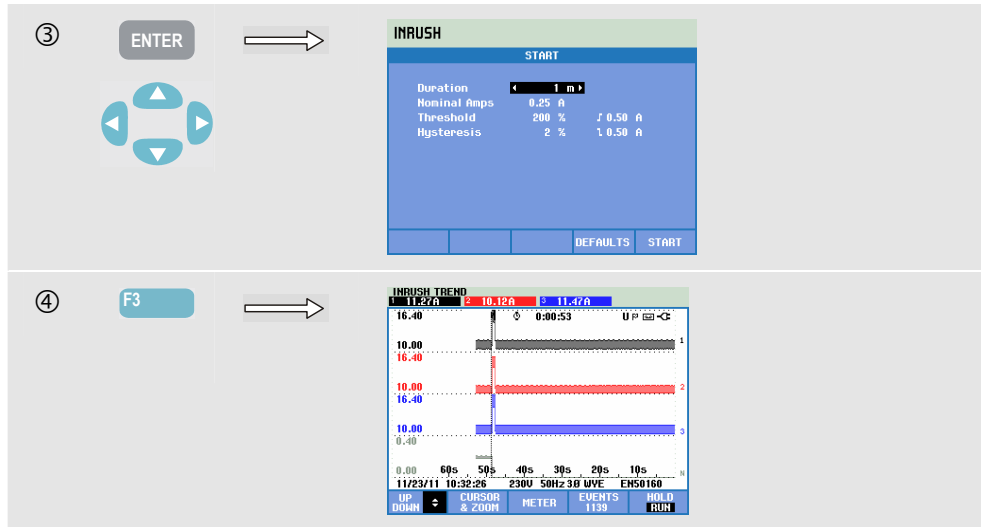 ③
ENTER
INRUSH
START
Duration 1 m
Nominal Amps 0.25 A
Threshold 200 % 0.50 A
Hysteresis 2 % 0.50 A
DEFAULTS START
④
F3
INRUSH TREND
1 11.27A 2 10.12A 3 11.47A
16.40 0:00:53 U
10.00 1
16.40
10.00 2
16.40
10.00 3
0.40
0.00 N
60s 50s 40s 30s 20s 10s
11/23/11 10:32:26 230V 50Hz 3Ø WYE EN50160
UP DOWN CURSOR & ZOOM METER EVENTS 1139 HOLD RUN